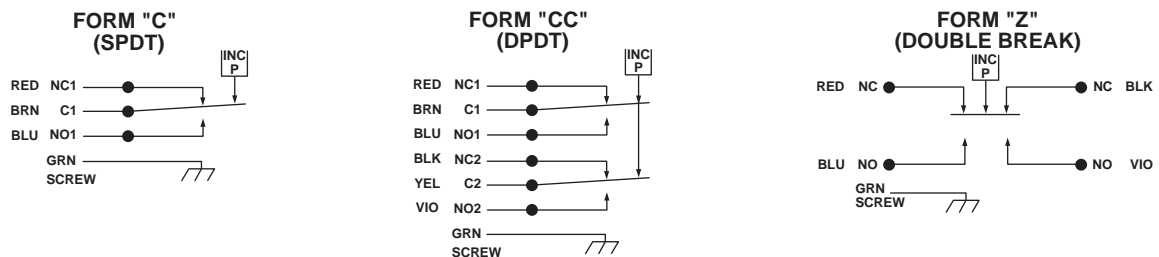 FORM "C"
(SPDT)
INC
P
RED NC1
BRN C1
BLU NO1
GRN
SCREW
FORM "CC"
(DPDT)
INC
P
RED NC1
BRN C1
BLU NO1
BLK NC2
YEL C2
VIO NO2
GRN
SCREW
FORM "Z"
(DOUBLE BREAK)
INC
P
RED NC
NC BLK
BLU NO
NO VIO
GRN
SCREW